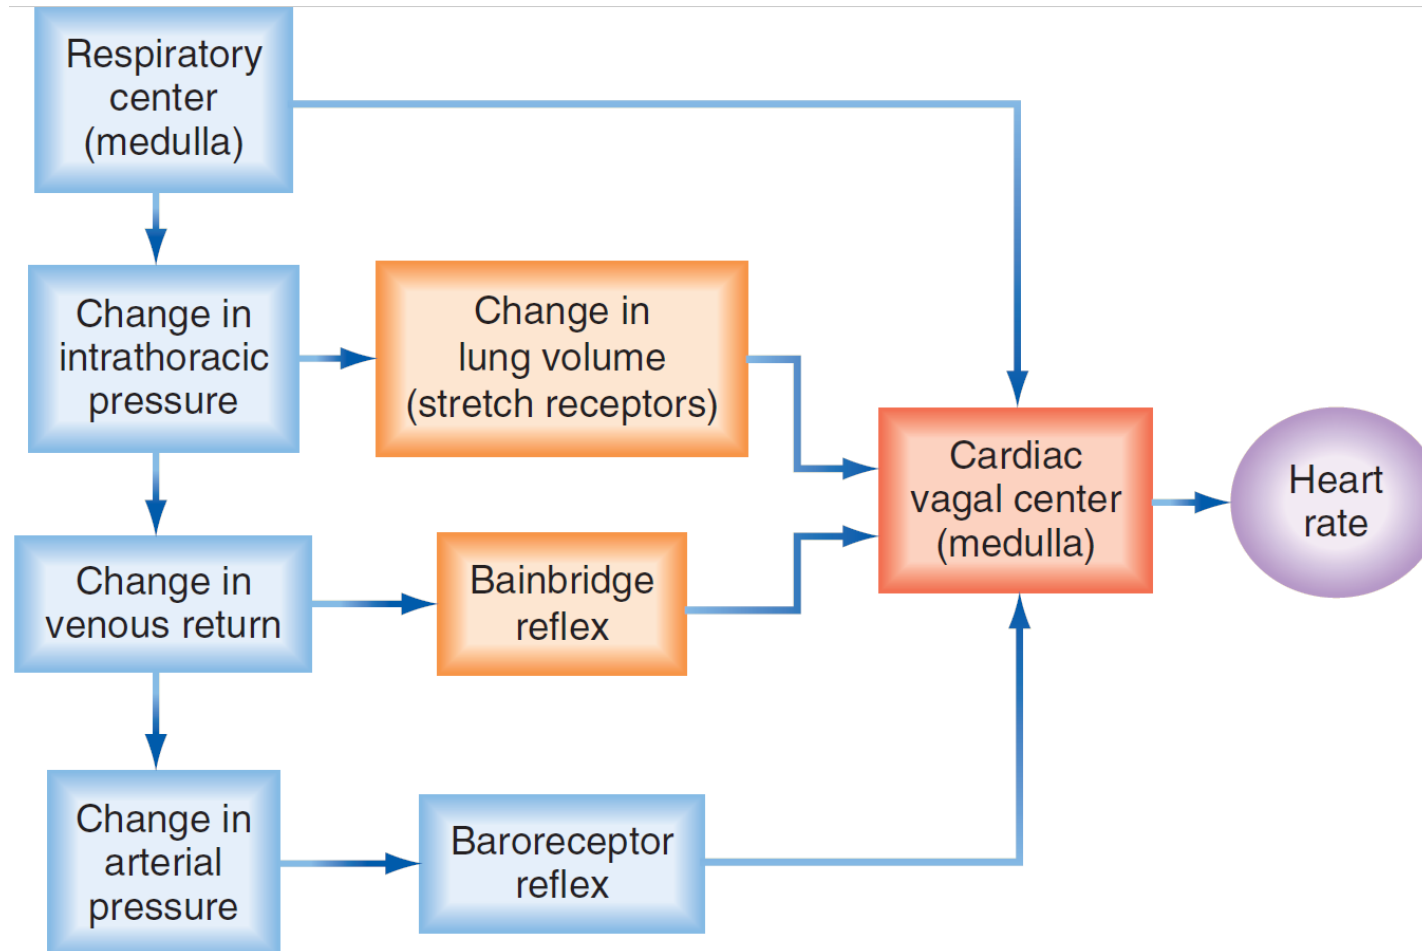 Respiratory
center
(medulla)
Change in
intrathoracic
pressure
Change in
lung volume
(stretch receptors)
Cardiac
vagal center
(medulla)
Heart
rate
Change in
venous return
Bainbridge
reflex
Change in
arterial
pressure
Baroreceptor
reflex